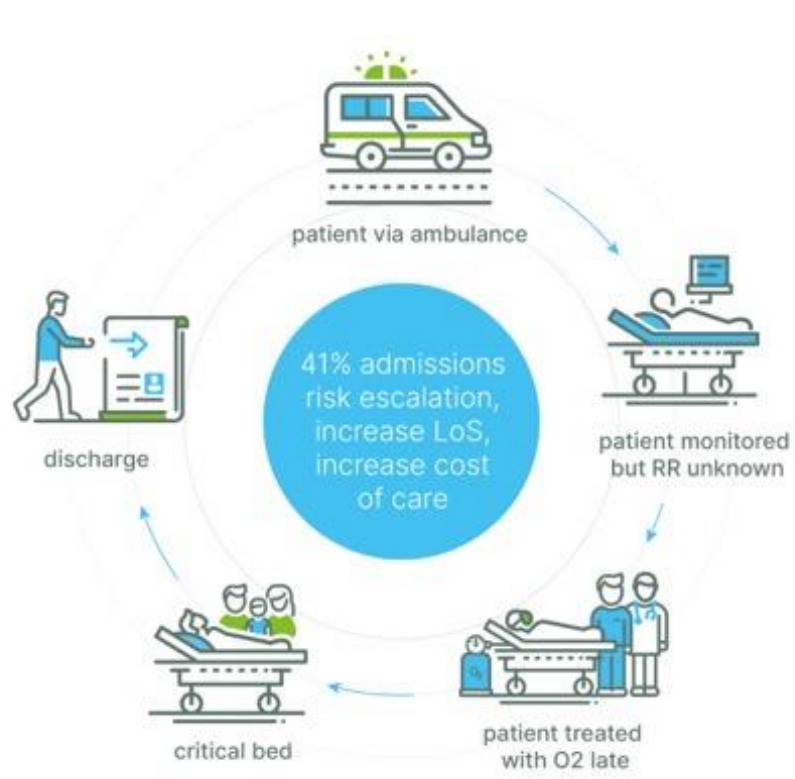 patient via ambulance
41% admissions
risk escalation,
increase LoS,
increase cost
of care
patient monitored
but RR unknown
discharge
patient treated
with O2 late
critical bed